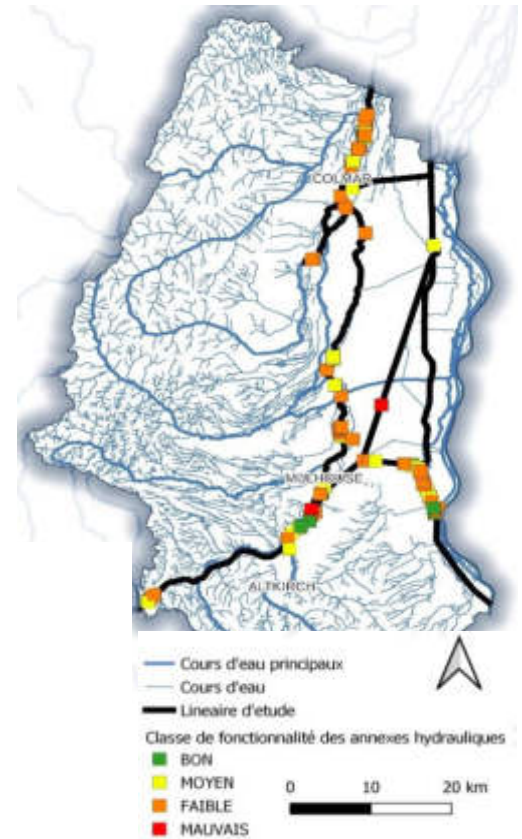 COLMAR
MULHOUSE
ALTKIRCH
Cours d'eau principaux
Cours d'eau
Lineaire d'etude
Classe de fonctionnalité des annexes hydrauliques
BON
MOYEN
FAIBLE
MAUVAIS
0 10 20 km